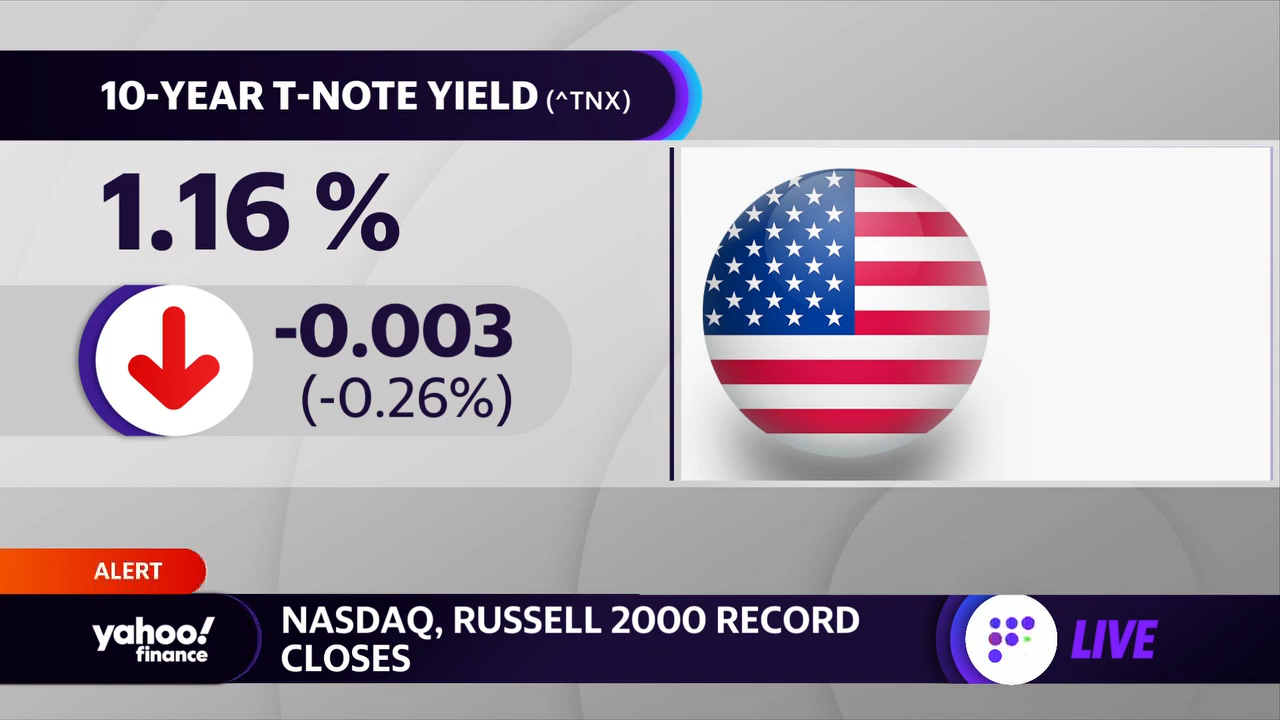 10-YEAR T-NOTE YIELD (^TNX)
1.16 %
-0.003
(-0.26%)
ALERT
yahoo!
finance
NASDAQ, RUSSELL 2000 RECORD
CLOSES
LIVE